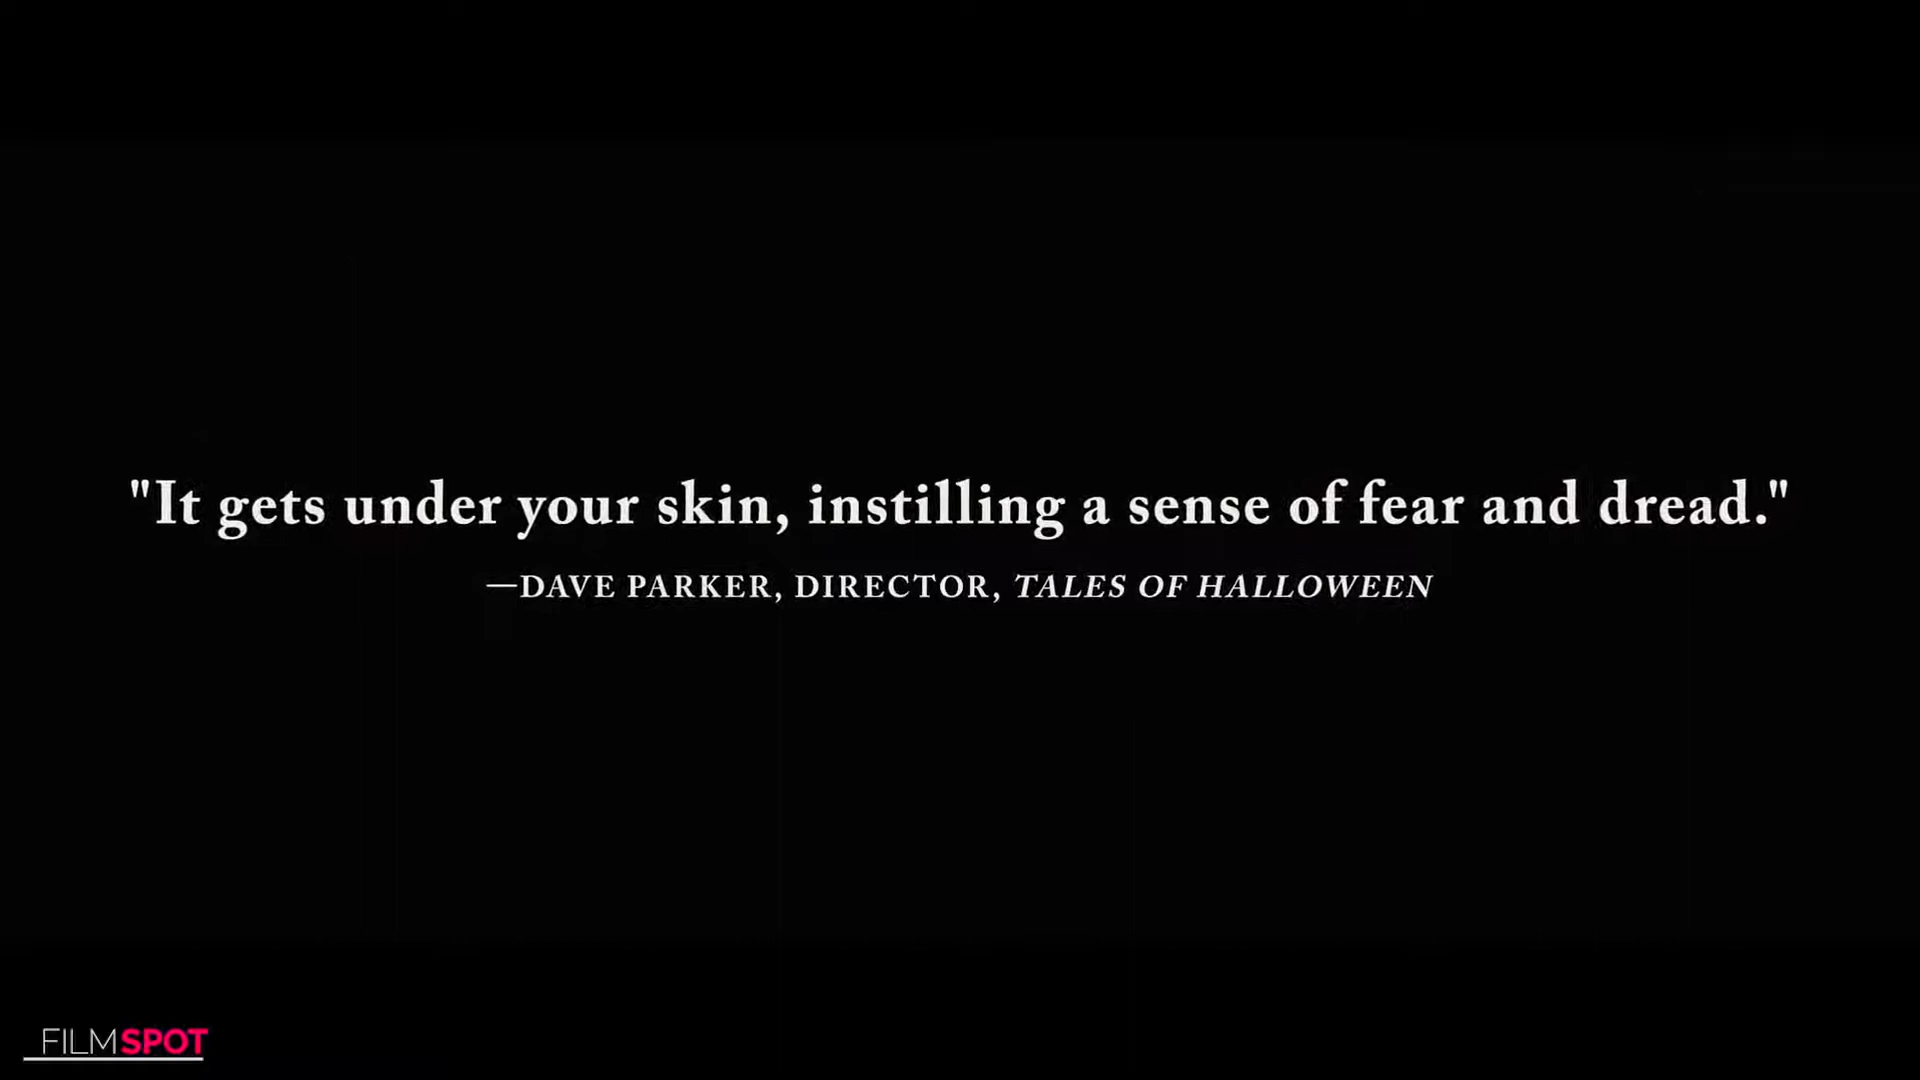 "It gets under your skin, instilling a sense of fear and dread."
—DAVE PARKER, DIRECTOR, TALES OF HALLOWEEN
FILMSPOT